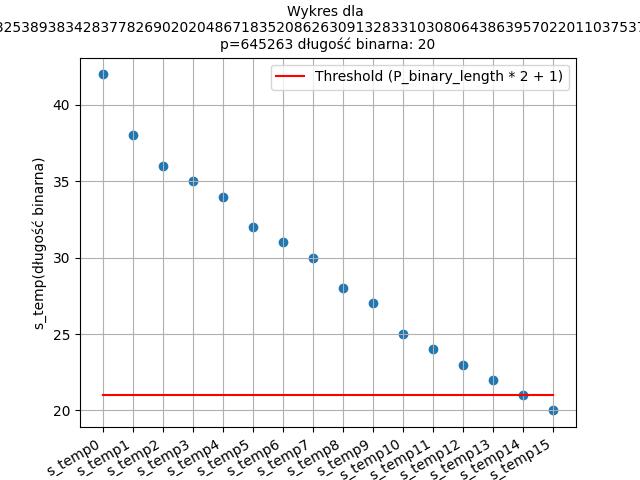 Wykres dla
253893834283778269020204867183520862630913283310308064386395702201103753
p=645263 długość binarna: 20
Threshold (P_binary_length * 2 + 1)
s_temp(długość binarna)
40
35
30
25
20
s_temp0
s_temp1
s_temp2
s_temp3
s_temp4
s_temp5
s_temp6
s_temp7
s_temp8
s_temp9
s_temp10
s_temp11
s_temp12
s_temp13
s_temp14
s_temp15